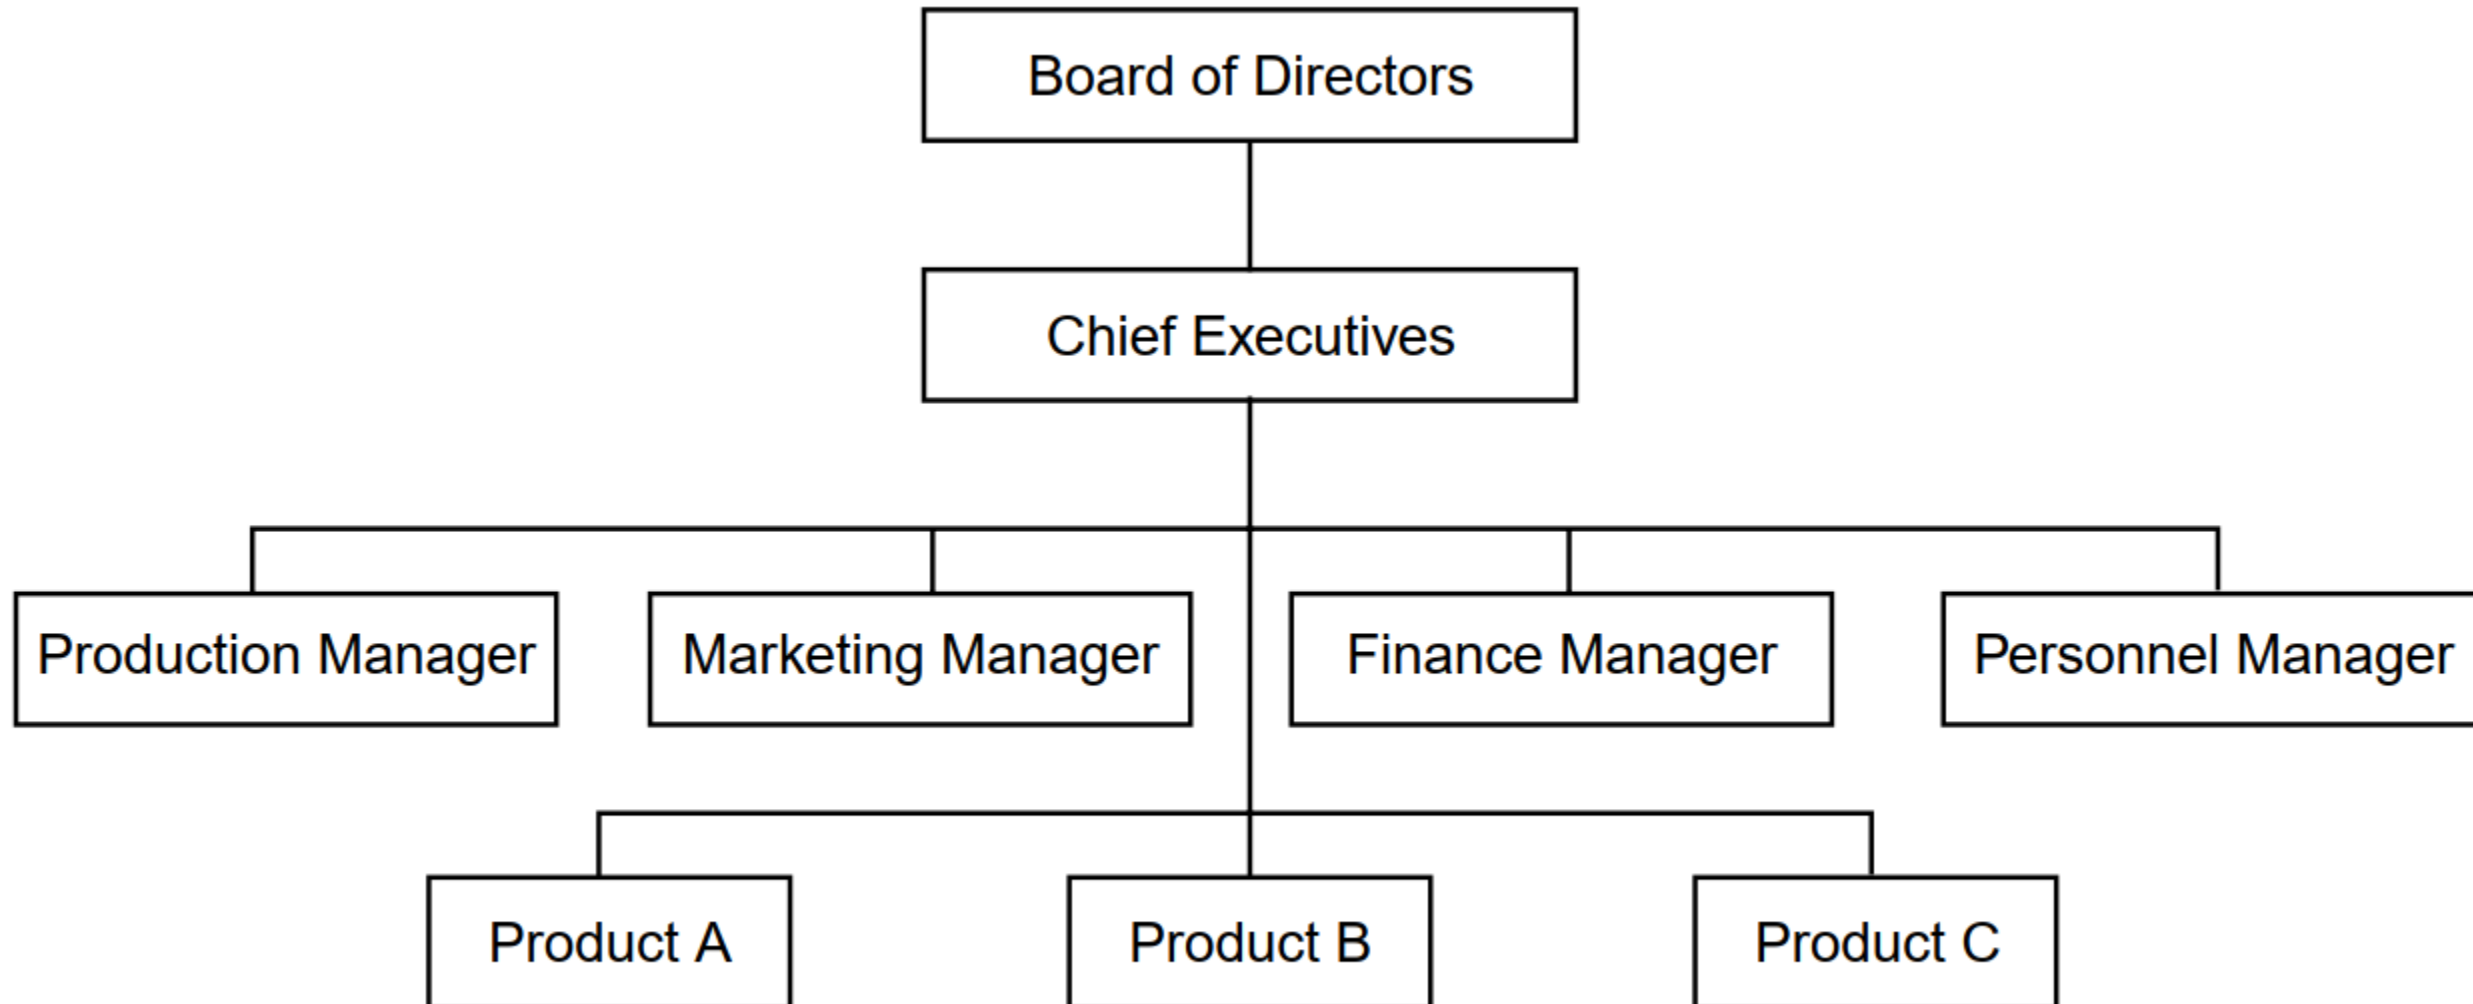 Board of Directors
Chief Executives
Production Manager
Marketing Manager
Finance Manager
Personnel Manager
Product A
Product B
Product C